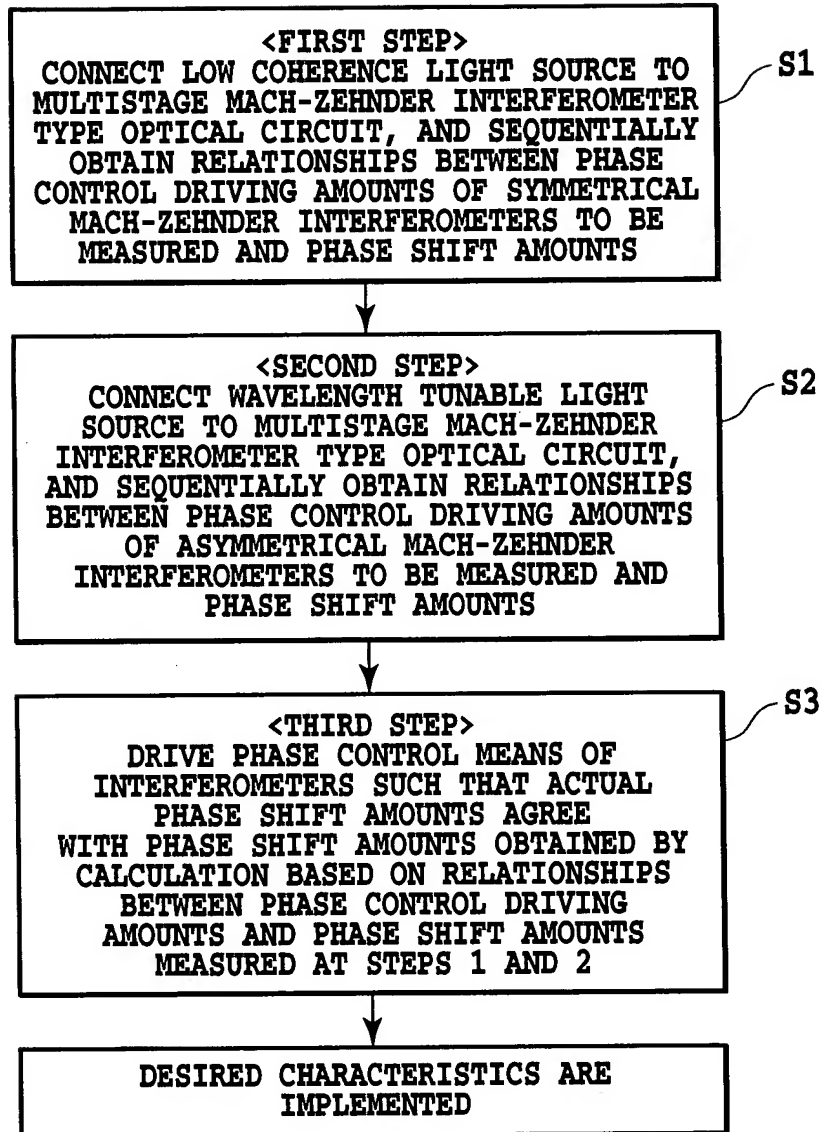 <FIRST STEP>
CONNECT LOW COHERENCE LIGHT SOURCE TO
MULTISTAGE MACH-ZEHNDER INTERFEROMETER
TYPE OPTICAL CIRCUIT, AND SEQUENTIALLY
OBTAIN RELATIONSHIPS BETWEEN PHASE
CONTROL DRIVING AMOUNTS OF SYMMETRICAL
MACH-ZEHNDER INTERFEROMETERS TO BE
MEASURED AND PHASE SHIFT AMOUNTS
S1
<SECOND STEP>
CONNECT WAVELENGTH TUNABLE LIGHT
SOURCE TO MULTISTAGE MACH-ZEHNDER
INTERFEROMETER TYPE OPTICAL CIRCUIT,
AND SEQUENTIALLY OBTAIN RELATIONSHIPS
BETWEEN PHASE CONTROL DRIVING AMOUNTS
OF ASYMMETRICAL MACH-ZEHNDER
INTERFEROMETERS TO BE MEASURED AND
PHASE SHIFT AMOUNTS
S2
<THIRD STEP>
DRIVE PHASE CONTROL MEANS OF
INTERFEROMETERS SUCH THAT ACTUAL
PHASE SHIFT AMOUNTS AGREE
WITH PHASE SHIFT AMOUNTS OBTAINED BY
CALCULATION BASED ON RELATIONSHIPS
BETWEEN PHASE CONTROL DRIVING
AMOUNTS AND PHASE SHIFT AMOUNTS
MEASURED AT STEPS 1 AND 2
S3
DESIRED CHARACTERISTICS ARE
IMPLEMENTED